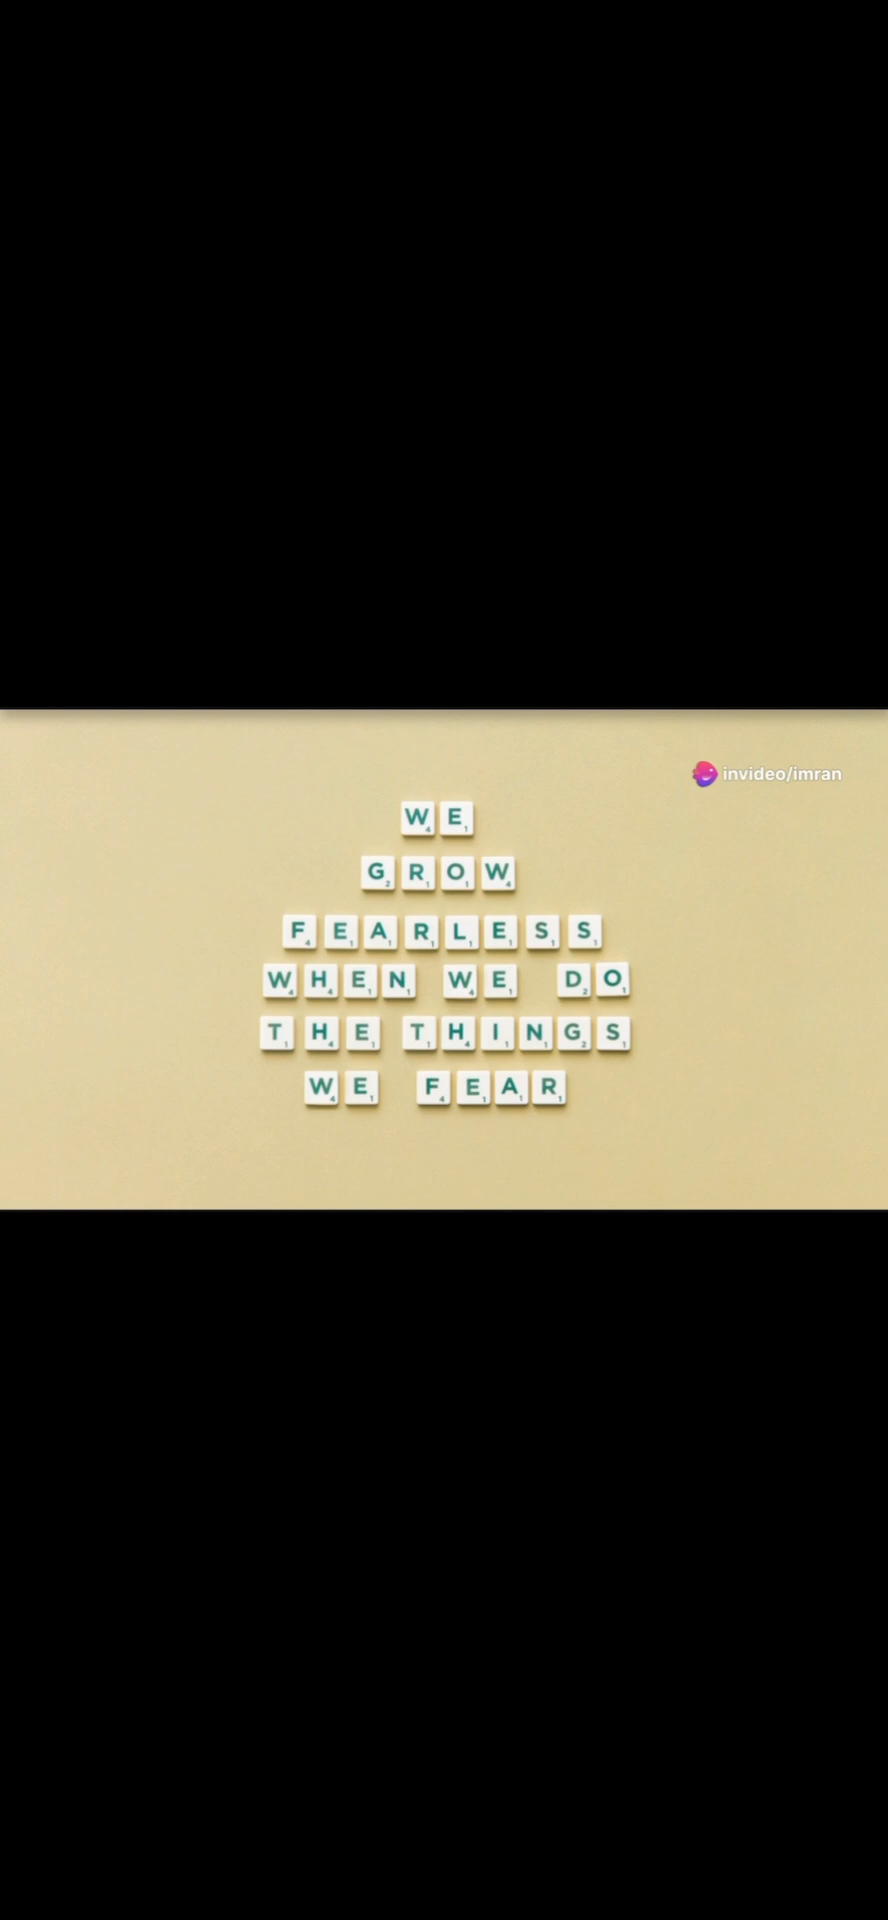 invideo/imran
WE
GROW
FEARLESS
WHEN WE DO
THE THINGS
WE FEAR